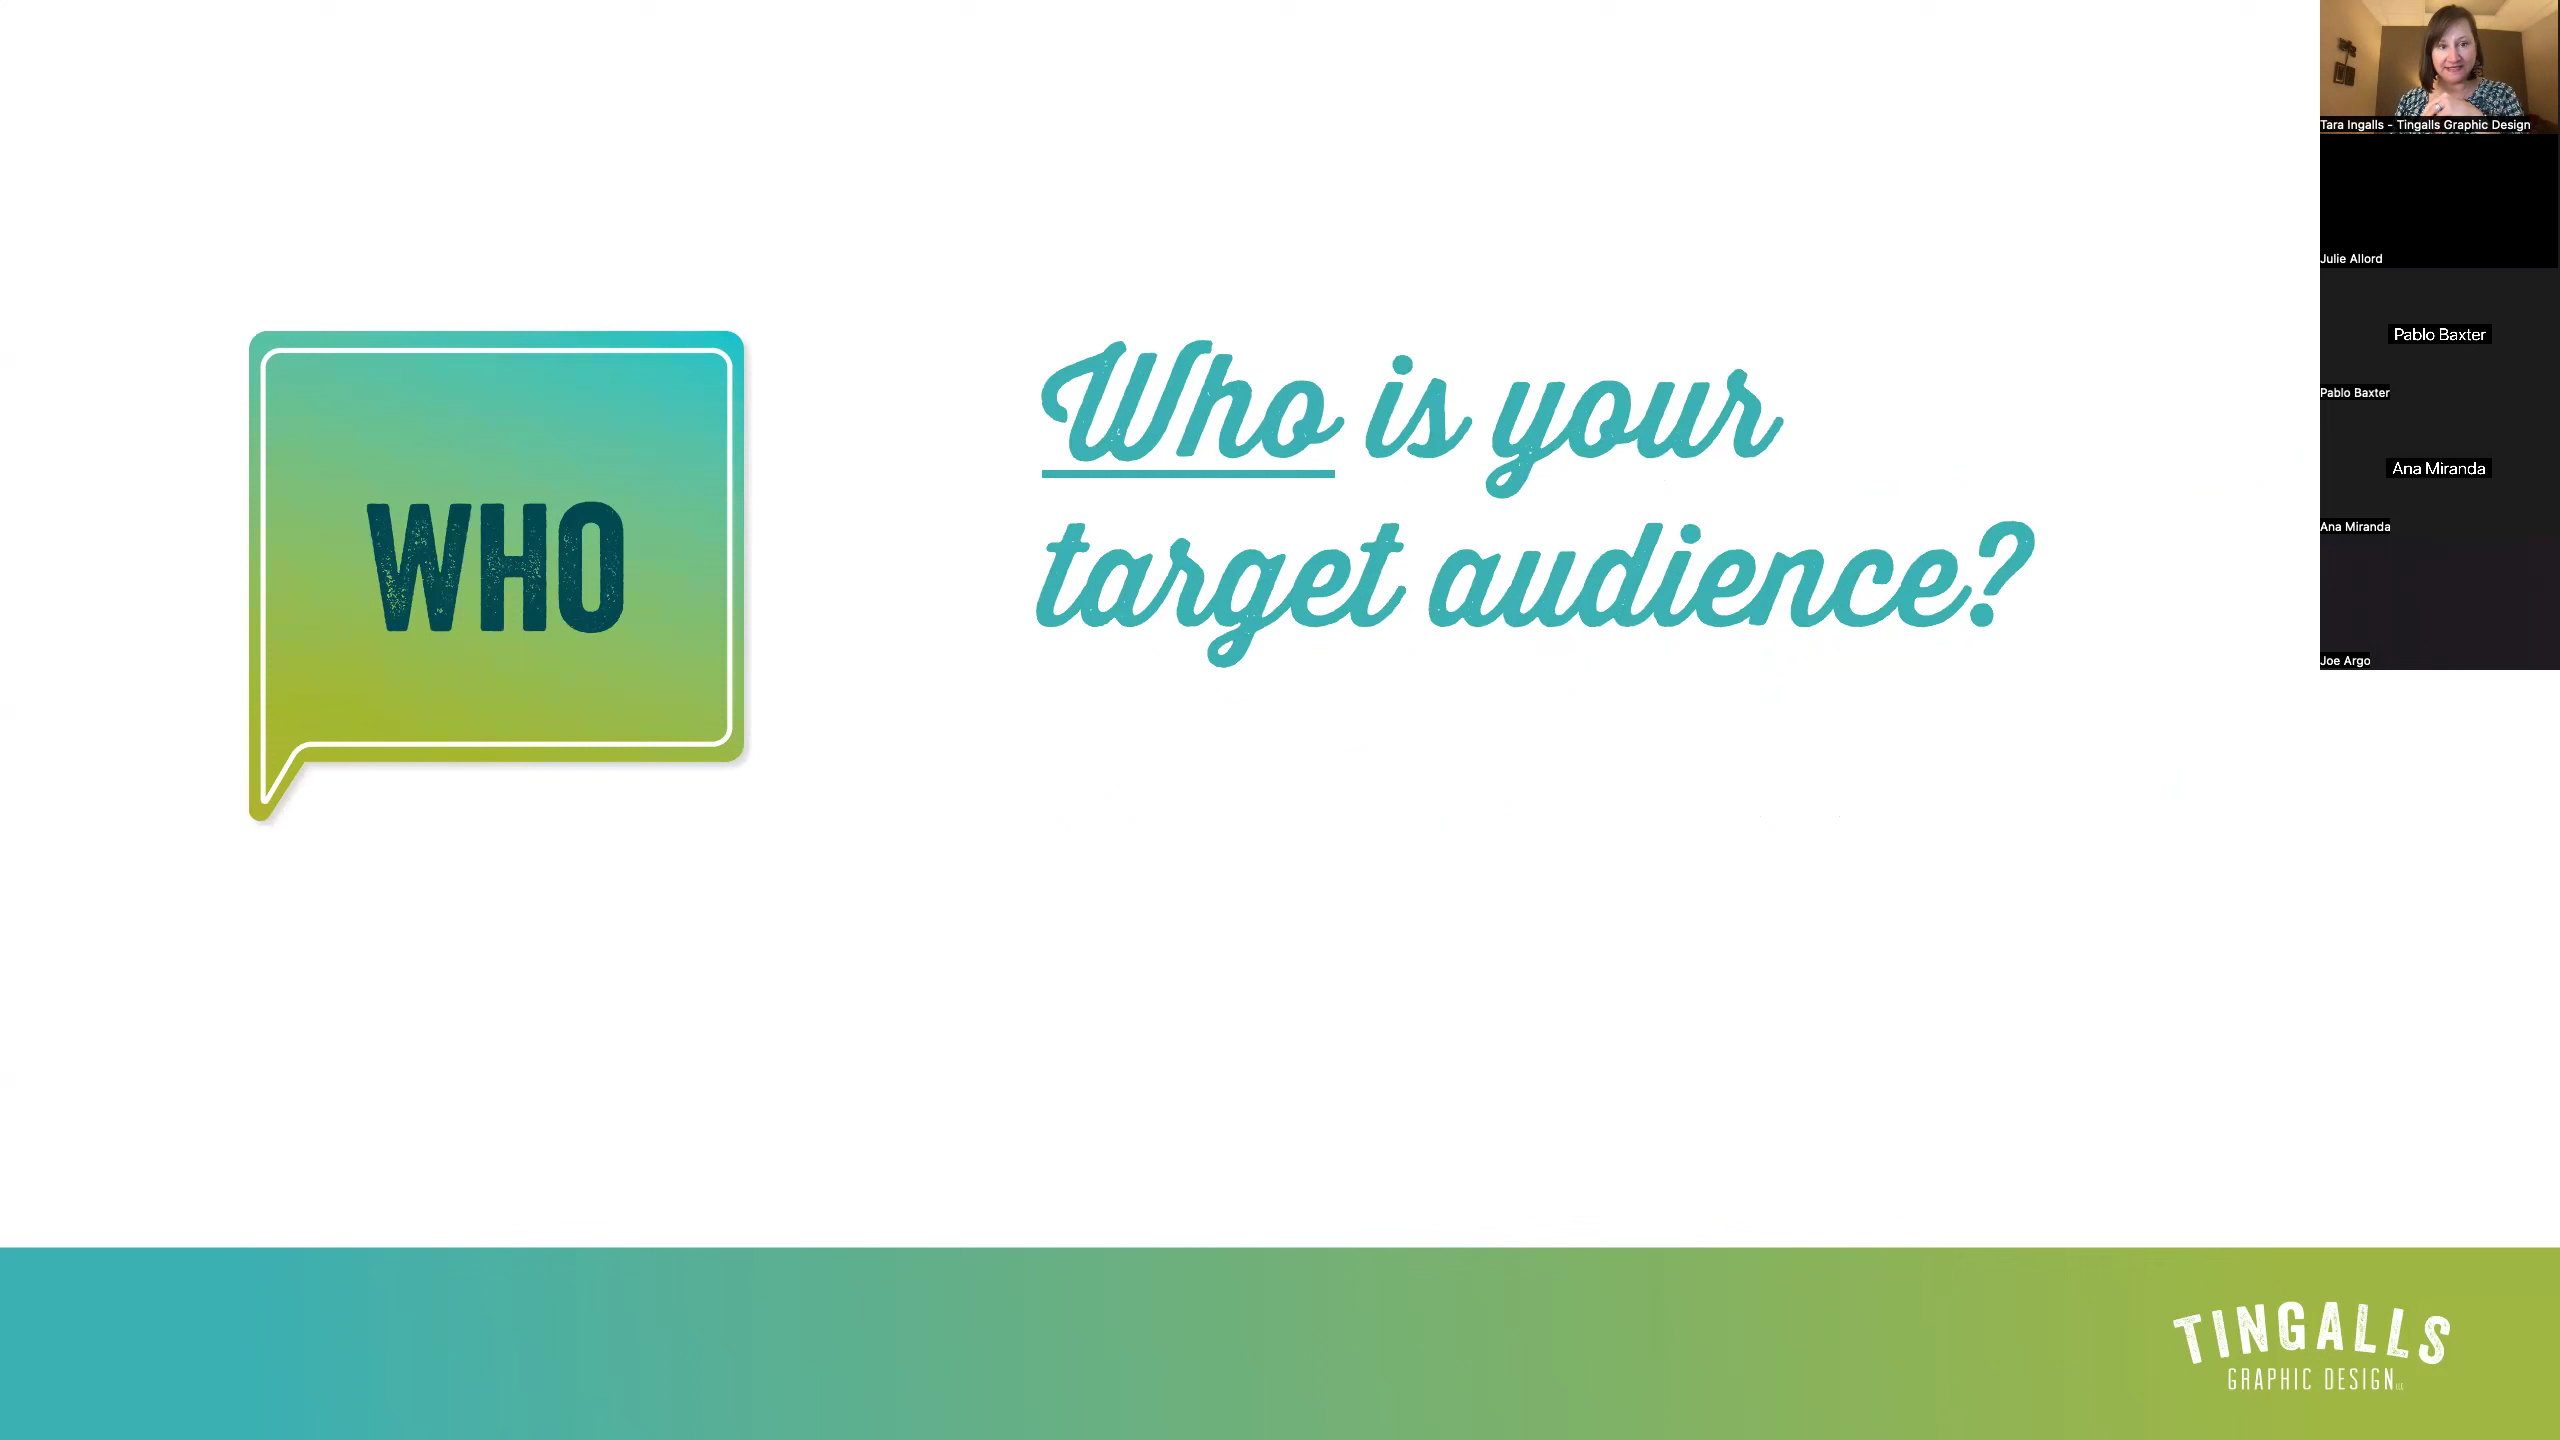 WHO
Who is your
target audience?
Tara Ingalls - Tingalls Graphic Design
Julie Allord
Pablo Baxter
Pablo Baxter
Ana Miranda
Ana Miranda
Joe Argo
TINGALLS
GRAPHIC DESIGN LLC